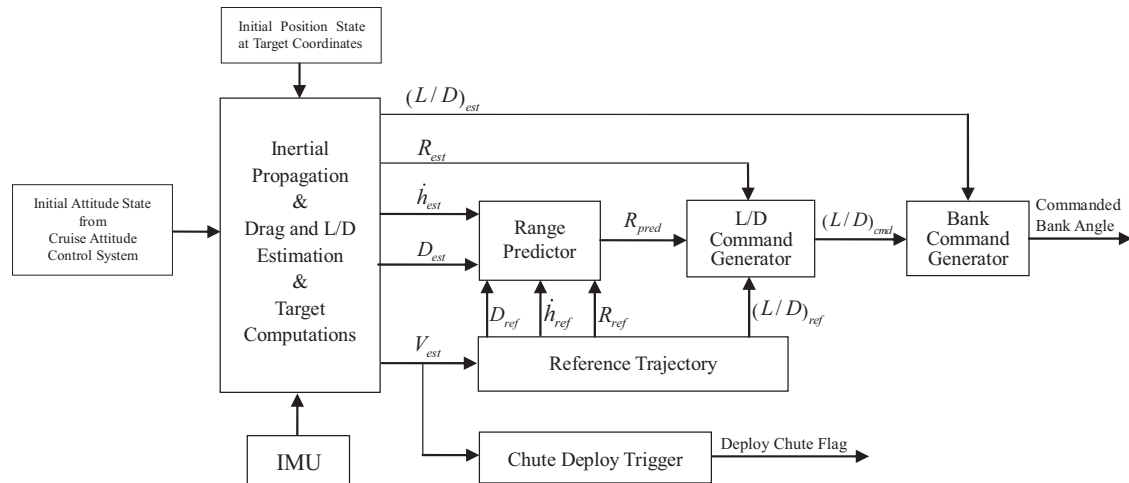 Initial Position State
at Target Coordinates
(L/D)est
Rest
ḣest
Dest
Vest
Inertial
Propagation
&
Drag and L/D
Estimation
&
Target
Computations
Initial Attitude State
from
Cruise Attitude
Control System
Range
Predictor
Rpred
L/D
Command
Generator
(L/D)cmd
Bank
Command
Generator
Commanded
Bank Angle
Dref
ḣref
Rref
(L/D)ref
Reference Trajectory
IMU
Chute Deploy Trigger
Deploy Chute Flag